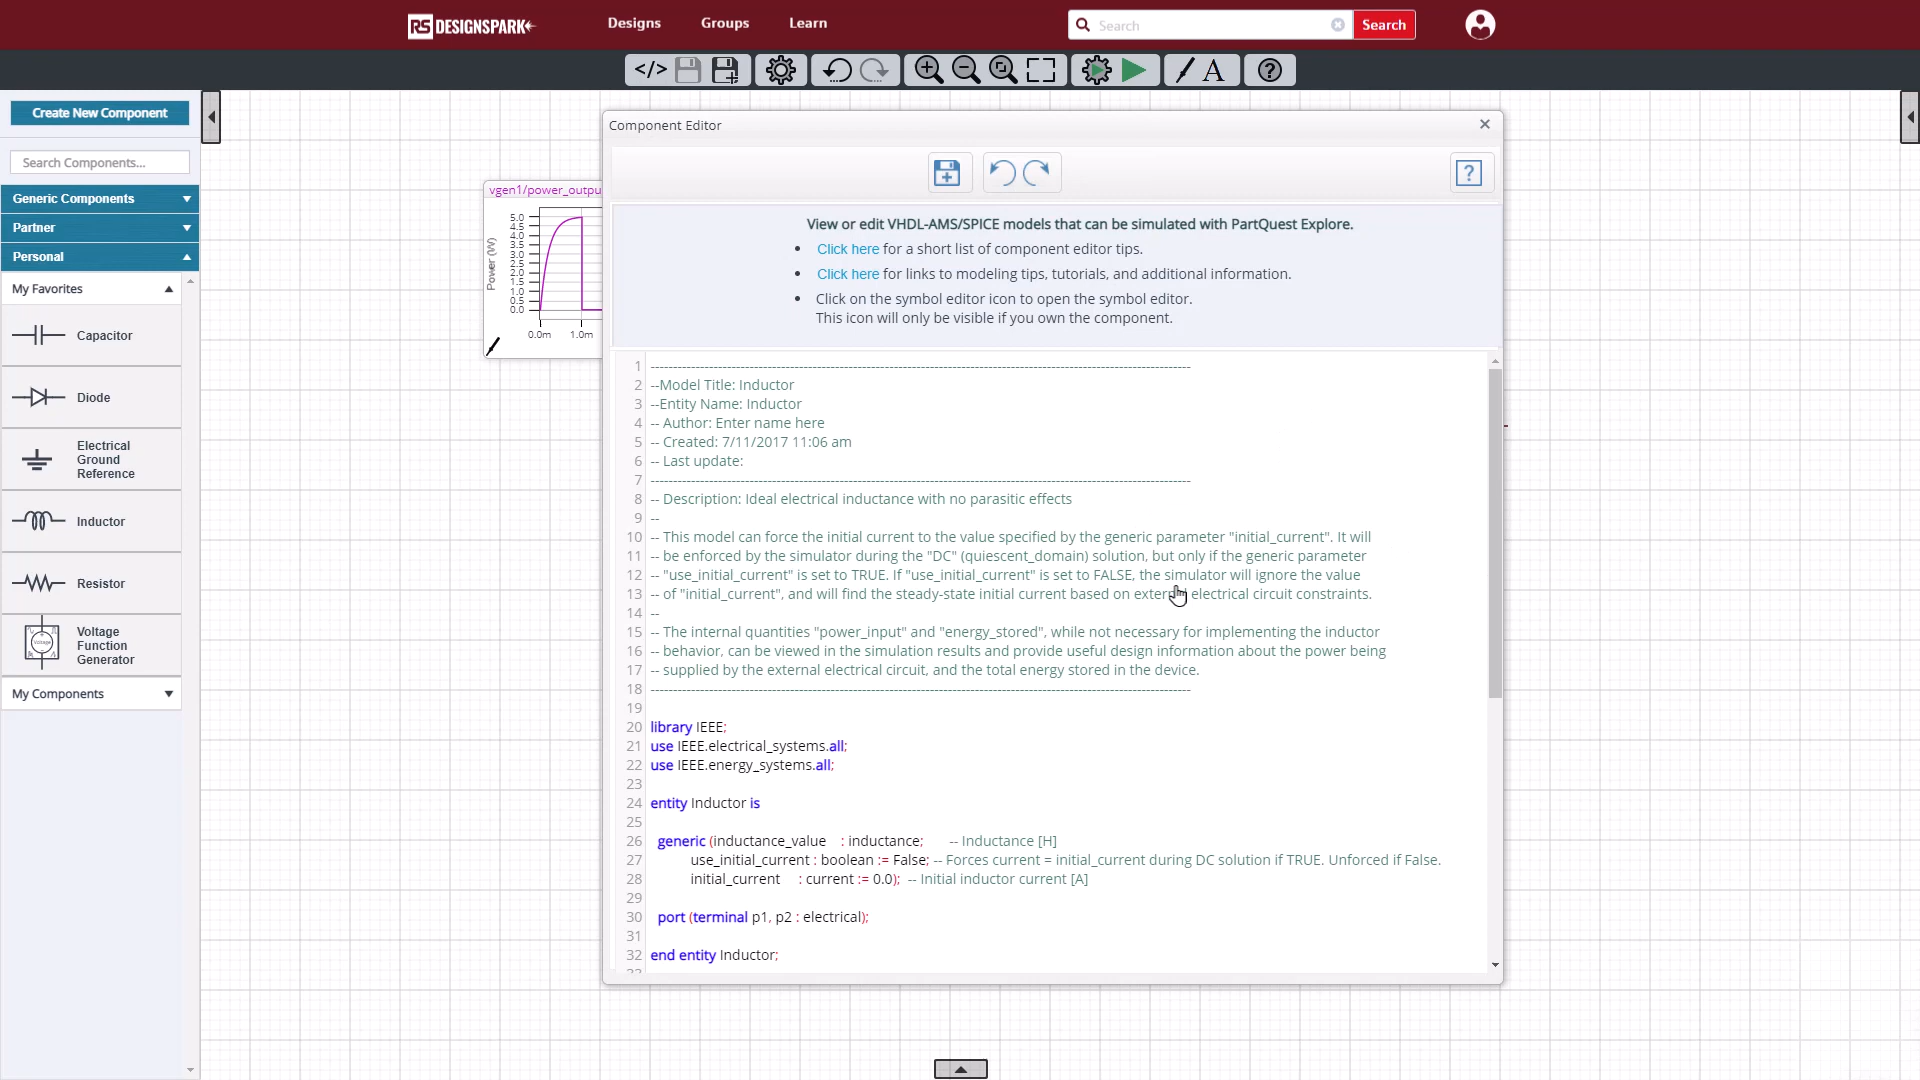 RS DESIGNSPARK
Designs
Groups
Learn
Search
Search
</>
A
?
Create New Component
Search Components...
Generic Components
Partner
Personal
My Favorites
Capacitor
Diode
Electrical
Ground
Reference
Inductor
Resistor
Voltage
Function
Generator
My Components
vgen1/power_outpu
Power (W)
5.0
4.5
4.0
3.5
3.0
2.5
2.0
1.5
1.0
0.5
0.0
0.0m
1.0m
Component Editor
?
View or edit VHDL-AMS/SPICE models that can be simulated with PartQuest Explore.
• Click here for a short list of component editor tips.
• Click here for links to modeling tips, tutorials, and additional information.
• Click on the symbol editor icon to open the symbol editor.
This icon will only be visible if you own the component.
1 ------------------------------------------------------------------------------------------------------------------------
2 --Model Title: Inductor
3 --Entity Name: Inductor
4 -- Author: Enter name here
5 -- Created: 7/11/2017 11:06 am
6 -- Last update:
7 ------------------------------------------------------------------------------------------------------------------------
8 -- Description: Ideal electrical inductance with no parasitic effects
9 --
10 -- This model can force the initial current to the value specified by the generic parameter "initial_current". It will
11 -- be enforced by the simulator during the "DC" (quiescent_domain) solution, but only if the generic parameter
12 -- "use_initial_current" is set to TRUE. If "use_initial_current" is set to FALSE, the simulator will ignore the value
13 -- of "initial_current", and will find the steady-state initial current based on external electrical circuit constraints.
14 --
15 -- The internal quantities "power_input" and "energy_stored", while not necessary for implementing the inductor
16 -- behavior, can be viewed in the simulation results and provide useful design information about the power being
17 -- supplied by the external electrical circuit, and the total energy stored in the device.
18 ------------------------------------------------------------------------------------------------------------------------
19
20 library IEEE;
21 use IEEE.electrical_systems.all;
22 use IEEE.energy_systems.all;
23
24 entity Inductor is
25
26 generic (inductance_value : inductance; -- Inductance [H]
27 use_initial_current : boolean := False; -- Forces current = initial_current during DC solution if TRUE. Unforced if False.
28 initial_current : current := 0.0); -- Initial inductor current [A]
29
30 port (terminal p1, p2 : electrical);
31
32 end entity Inductor;